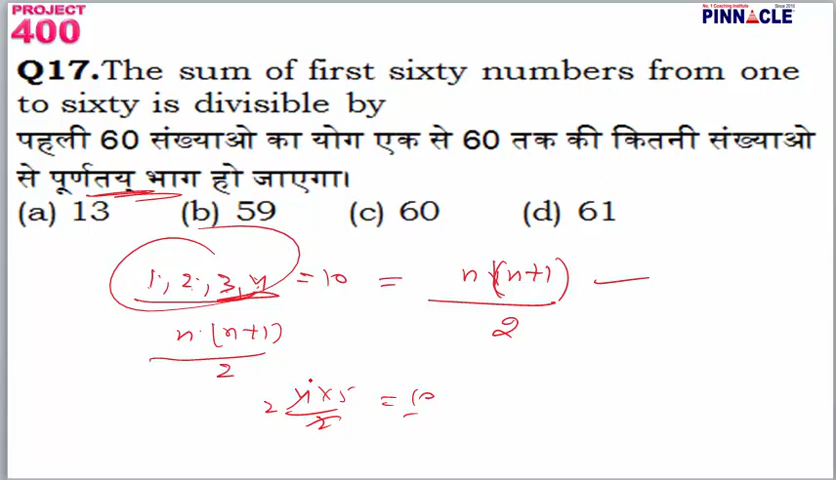 PROJECT
400
No. 1 Coaching Institute Since 2010
PINNACLE
Q17.The sum of first sixty numbers from one
to sixty is divisible by
पहली 60 संख्याओ का योग एक से 60 तक की कितनी संख्याओ
से पूर्णतय् भाग हो जाएगा।
(a) 13 (b) 59 (c) 60 (d) 61
1, 2, 3, 4 = 10 = n(n+1)
2
n.(n+1)
2
2 4×5 = 10
2